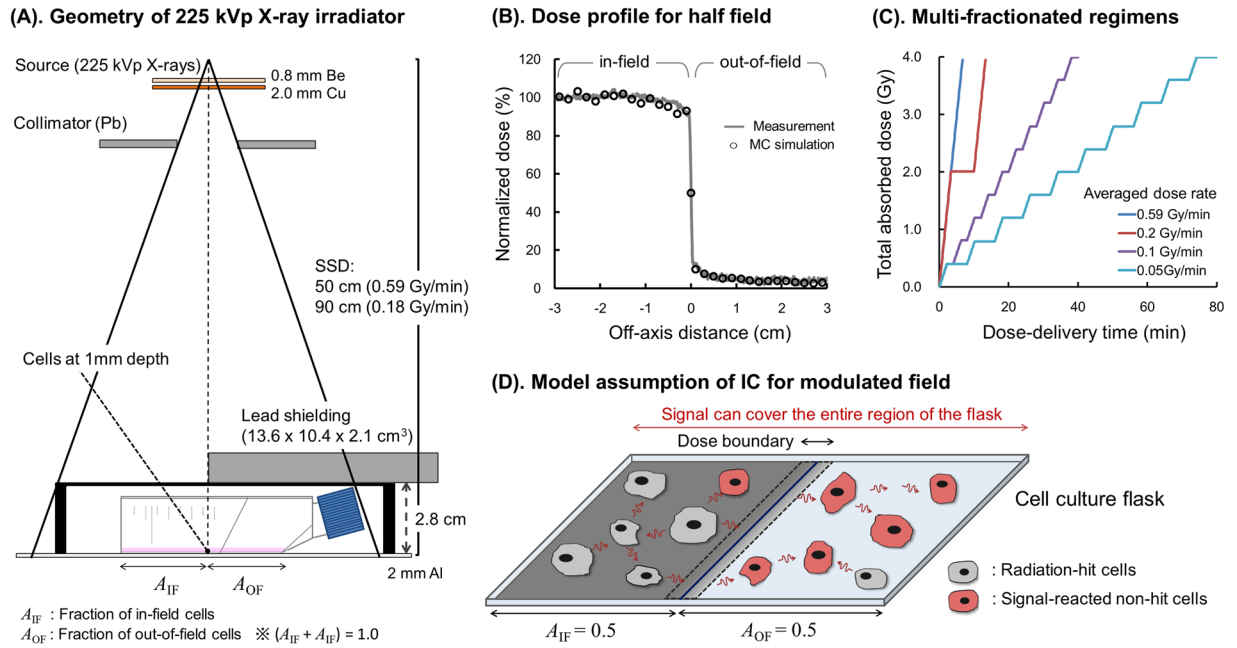 (A). Geometry of 225 kVp X-ray irradiator
Source (225 kVp X-rays)
0.8 mm Be
2.0 mm Cu
Collimator (Pb)
SSD:
50 cm (0.59 Gy/min)
90 cm (0.18 Gy/min)
Cells at 1mm depth
Lead shielding
(13.6 x 10.4 x 2.1 cm³)
2.8 cm
2 mm Al
A_IF
A_OF
A_IF : Fraction of in-field cells
A_OF : Fraction of out-of-field cells ※ (A_IF + A_IF) = 1.0
(B). Dose profile for half field
Normalized dose (%)
120
100
80
60
40
20
0
in-field
out-of-field
Measurement
MC simulation
-3 -2 -1 0 1 2 3
Off-axis distance (cm)
(C). Multi-fractionated regimens
Total absorbed dose (Gy)
4.0
3.0
2.0
1.0
0.0
Averaged dose rate
0.59 Gy/min
0.2 Gy/min
0.1 Gy/min
0.05Gy/min
0 20 40 60 80
Dose-delivery time (min)
(D). Model assumption of IC for modulated field
Signal can cover the entire region of the flask
Dose boundary
Cell culture flask
: Radiation-hit cells
: Signal-reacted non-hit cells
A_IF = 0.5
A_OF = 0.5